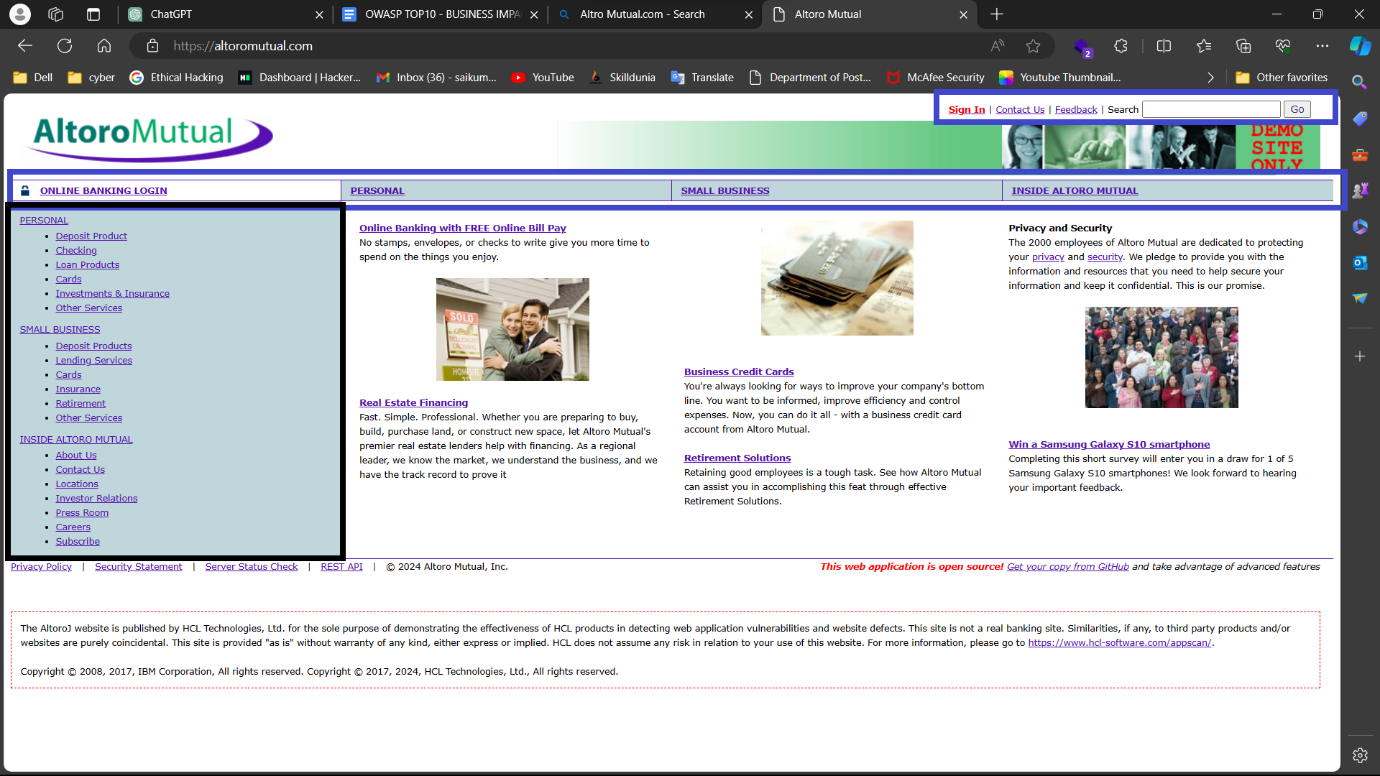 ChatGPT
OWASP TOP10 - BUSINESS IMPA
Altro Mutual.com - Search
Altoro Mutual
https://altoromutual.com
2
Dell
cyber
Ethical Hacking
Dashboard | Hacker...
Inbox (36) - saikum...
YouTube
Skilldunia
Translate
Department of Post...
McAfee Security
Youtube Thumbnail...
Other favorites
Sign In | Contact Us | Feedback | Search
Go
AltoroMutual
DEMO
SITE
ONLY
ONLINE BANKING LOGIN
PERSONAL
SMALL BUSINESS
INSIDE ALTORO MUTUAL
PERSONAL
Deposit Product
Checking
Loan Products
Cards
Investments & Insurance
Other Services
SMALL BUSINESS
Deposit Products
Lending Services
Cards
Insurance
Retirement
Other Services
INSIDE ALTORO MUTUAL
About Us
Contact Us
Locations
Investor Relations
Press Room
Careers
Subscribe
Online Banking with FREE Online Bill Pay
No stamps, envelopes, or checks to write give you more time to
spend on the things you enjoy.
SOLD
Real Estate Financing
Fast. Simple. Professional. Whether you are preparing to buy,
build, purchase land, or construct new space, let Altoro Mutual's
premier real estate lenders help with financing. As a regional
leader, we know the market, we understand the business, and we
have the track record to prove it
Business Credit Cards
You're always looking for ways to improve your company's bottom
line. You want to be informed, improve efficiency and control
expenses. Now, you can do it all - with a business credit card
account from Altoro Mutual.
Retirement Solutions
Retaining good employees is a tough task. See how Altoro Mutual
can assist you in accomplishing this feat through effective
Retirement Solutions.
Privacy and Security
The 2000 employees of Altoro Mutual are dedicated to protecting
your privacy and security. We pledge to provide you with the
information and resources that you need to help secure your
information and keep it confidential. This is our promise.
Win a Samsung Galaxy S10 smartphone
Completing this short survey will enter you in a draw for 1 of 5
Samsung Galaxy S10 smartphones! We look forward to hearing
your important feedback.
Privacy Policy | Security Statement | Server Status Check | REST API | © 2024 Altoro Mutual, Inc.
This web application is open source! Get your copy from GitHub and take advantage of advanced features
The AltoroJ website is published by HCL Technologies, Ltd. for the sole purpose of demonstrating the effectiveness of HCL products in detecting web application vulnerabilities and website defects. This site is not a real banking site. Similarities, if any, to third party products and/or
websites are purely coincidental. This site is provided "as is" without warranty of any kind, either express or implied. HCL does not assume any risk in relation to your use of this website. For more information, please go to https://www.hcl-software.com/appscan/.
Copyright © 2008, 2017, IBM Corporation, All rights reserved. Copyright © 2017, 2024, HCL Technologies, Ltd., All rights reserved.